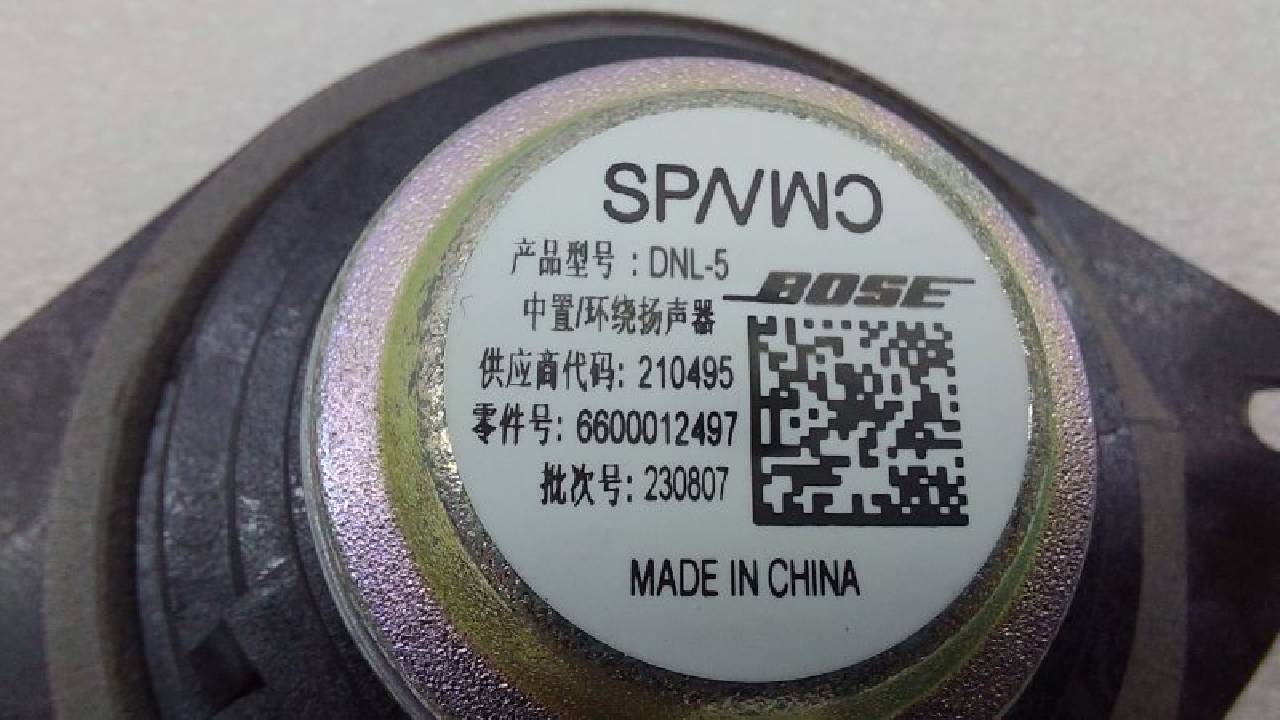 SPΛVMC
产品型号：DNL-5
BOSE
中置/环绕扬声器
供应商代码: 210495
零件号: 6600012497
批次号: 230807
MADE IN CHINA